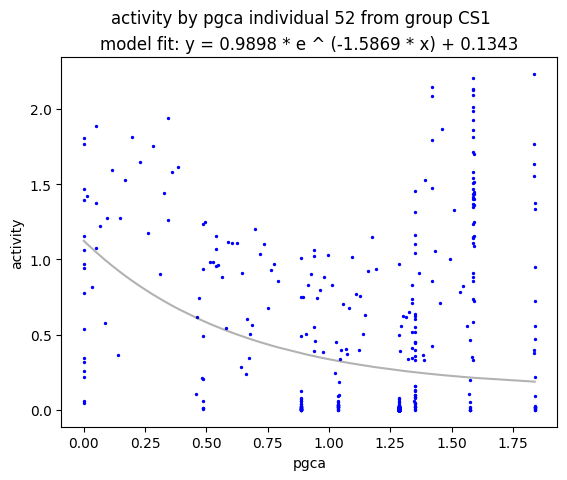 activity by pgca individual 52 from group CS1
model fit: y = 0.9898 * e ^ (-1.5869 * x) + 0.1343
2.0
1.5
1.0
0.5
0.0
activity
0.00 0.25 0.50 0.75 1.00 1.25 1.50 1.75
pgca